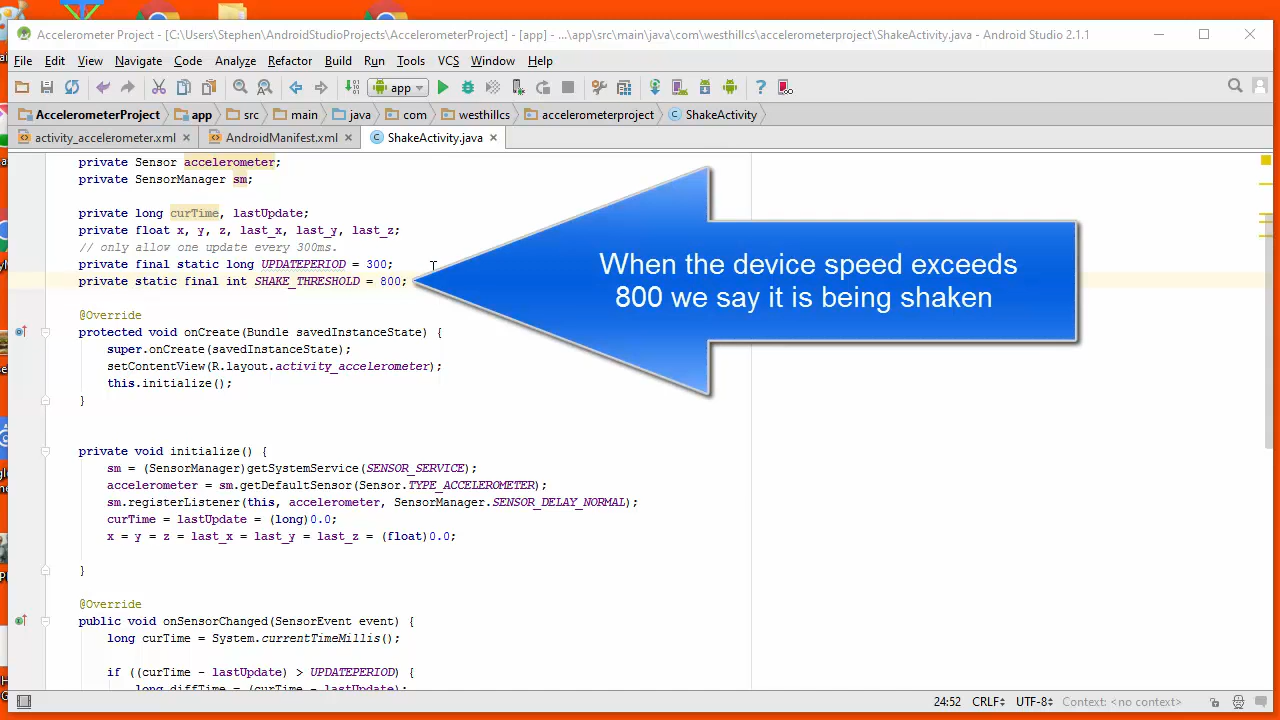 Accelerometer Project - [C:\Users\Stephen\AndroidStudioProjects\AccelerometerProject] - [app] - ...\app\src\main\java\com\westhillcs\accelerometerproject\ShakeActivity.java - Android Studio 2.1.1
File Edit View Navigate Code Analyze Refactor Build Run Tools VCS Window Help
app
AccelerometerProject app src main java com westhillcs accelerometerproject ShakeActivity
activity_accelerometer.xml AndroidManifest.xml ShakeActivity.java
private Sensor accelerometer;
private SensorManager sm;
private long curTime, lastUpdate;
private float x, y, z, last_x, last_y, last_z;
// only allow one update every 300ms.
private final static long UPDATEPERIOD = 300;
private static final int SHAKE_THRESHOLD = 800;
When the device speed exceeds
800 we say it is being shaken
@Override
protected void onCreate(Bundle savedInstanceState) {
super.onCreate(savedInstanceState);
setContentView(R.layout.activity_accelerometer);
this.initialize();
}
private void initialize() {
sm = (SensorManager)getSystemService(SENSOR_SERVICE);
accelerometer = sm.getDefaultSensor(Sensor.TYPE_ACCELEROMETER);
sm.registerListener(this, accelerometer, SensorManager.SENSOR_DELAY_NORMAL);
curTime = lastUpdate = (long)0.0;
x = y = z = last_x = last_y = last_z = (float)0.0;
}
@Override
public void onSensorChanged(SensorEvent event) {
long curTime = System.currentTimeMillis();
if ((curTime - lastUpdate) > UPDATEPERIOD) {
long diffTime = (curTime - lastUpdate);
24:52 CRLF UTF-8 Context: <no context>